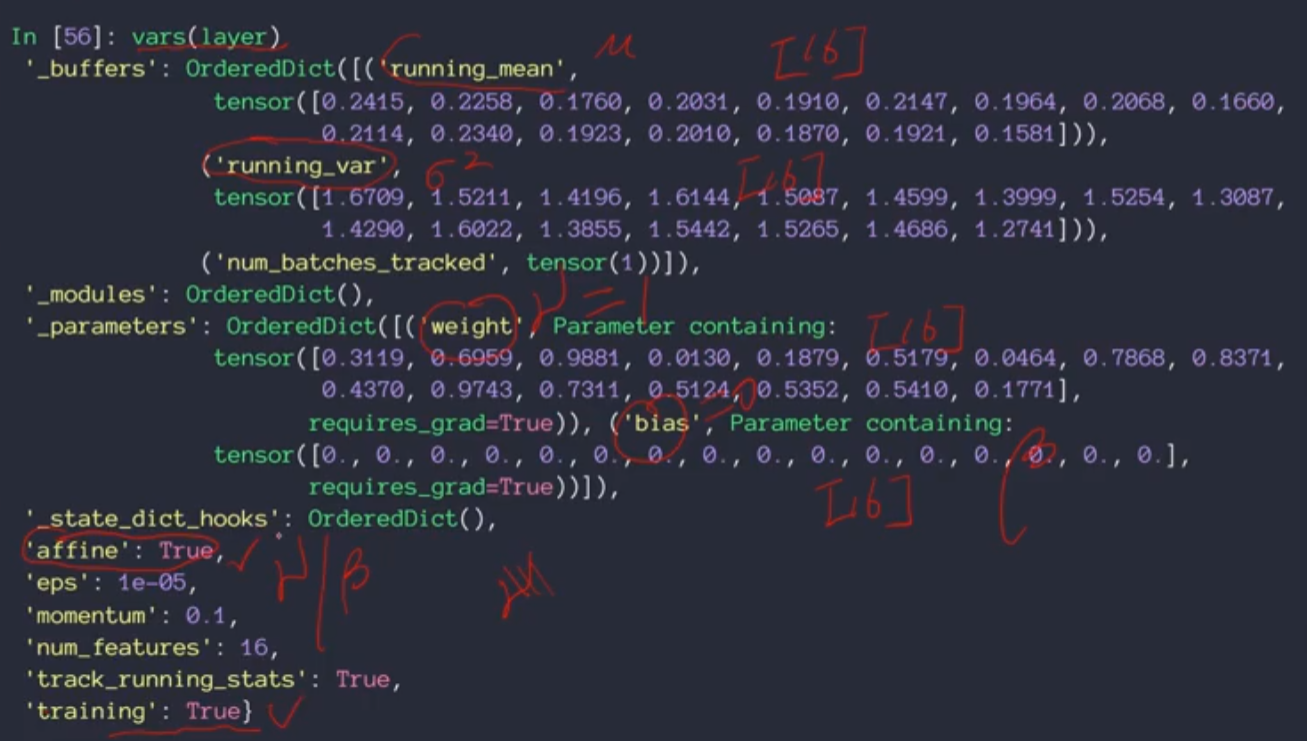 In [56]: vars(layer)
μ [16]
'_buffers': OrderedDict([('running_mean',
tensor([0.2415, 0.2258, 0.1760, 0.2031, 0.1910, 0.2147, 0.1964, 0.2068, 0.1660,
0.2114, 0.2340, 0.1923, 0.2010, 0.1870, 0.1921, 0.1581])),
('running_var', σ² [16]
tensor([1.6709, 1.5211, 1.4196, 1.6144, 1.5087, 1.4599, 1.3999, 1.5254, 1.3087,
1.4290, 1.6022, 1.3855, 1.5442, 1.5265, 1.4686, 1.2741])),
('num_batches_tracked', tensor(1))]),
'_modules': OrderedDict(), γ = 1
'_parameters': OrderedDict([('weight', Parameter containing: [16]
tensor([0.3119, 0.6959, 0.9881, 0.0130, 0.1879, 0.5179, 0.0464, 0.7868, 0.8371,
0.4370, 0.9743, 0.7311, 0.5124, 0.5352, 0.5410, 0.1771],
=0
requires_grad=True)), ('bias', Parameter containing:
tensor([0., 0., 0., 0., 0., 0., 0., 0., 0., 0., 0., 0., 0., 0., 0., 0.],
β
requires_grad=True))]),
[16]
'_state_dict_hooks': OrderedDict(),
'affine': True, γ | β
'eps': 1e-05,
'momentum': 0.1,
'num_features': 16,
'track_running_stats': True,
'training': True}